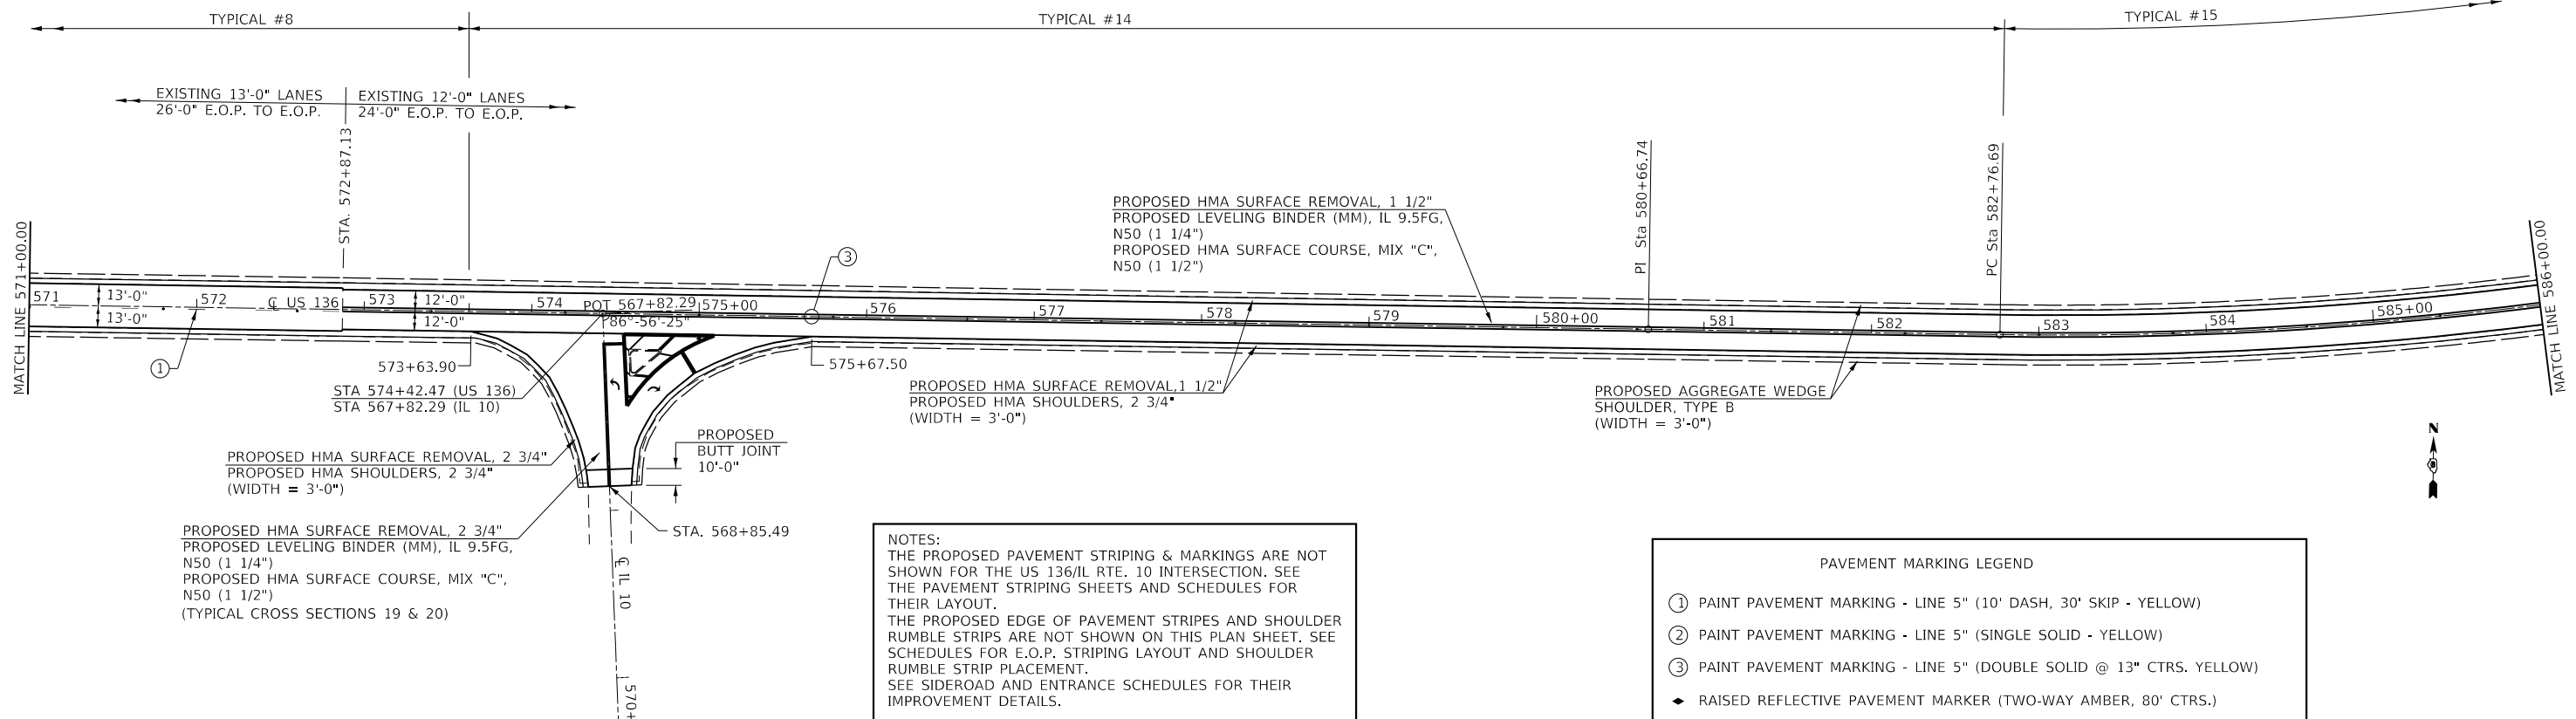 TYPICAL #8
TYPICAL #14
TYPICAL #15
EXISTING 13'-0" LANES
26'-0" E.O.P. TO E.O.P.
EXISTING 12'-0" LANES
24'-0" E.O.P. TO E.O.P.
STA. 572+87.13
MATCH LINE 571+00.00
571
13'-0"
13'-0"
572
℄ US 136
573
12'-0"
12'-0"
574
POT 567+82.29
86°-56'-25"
575+00
576
577
578
579
580+00
581
582
583
584
585+00
MATCH LINE 586+00.00
PI Sta 580+66.74
PC Sta 582+76.69
1
3
PROPOSED HMA SURFACE REMOVAL, 1 1/2"
PROPOSED LEVELING BINDER (MM), IL 9.5FG,
N50 (1 1/4")
PROPOSED HMA SURFACE COURSE, MIX "C",
N50 (1 1/2")
573+63.90
575+67.50
STA 574+42.47 (US 136)
STA 567+82.29 (IL 10)
PROPOSED HMA SURFACE REMOVAL,1 1/2"
PROPOSED HMA SHOULDERS, 2 3/4"
(WIDTH = 3'-0")
PROPOSED AGGREGATE WEDGE
SHOULDER, TYPE B
(WIDTH = 3'-0")
PROPOSED
BUTT JOINT
10'-0"
PROPOSED HMA SURFACE REMOVAL, 2 3/4"
PROPOSED HMA SHOULDERS, 2 3/4"
(WIDTH = 3'-0")
PROPOSED HMA SURFACE REMOVAL, 2 3/4"
PROPOSED LEVELING BINDER (MM), IL 9.5FG,
N50 (1 1/4")
PROPOSED HMA SURFACE COURSE, MIX "C",
N50 (1 1/2")
(TYPICAL CROSS SECTIONS 19 & 20)
STA. 568+85.49
℄ IL 10
570+
N
NOTES:
THE PROPOSED PAVEMENT STRIPING & MARKINGS ARE NOT
SHOWN FOR THE US 136/IL RTE. 10 INTERSECTION. SEE
THE PAVEMENT STRIPING SHEETS AND SCHEDULES FOR
THEIR LAYOUT.
THE PROPOSED EDGE OF PAVEMENT STRIPES AND SHOULDER
RUMBLE STRIPS ARE NOT SHOWN ON THIS PLAN SHEET. SEE
SCHEDULES FOR E.O.P. STRIPING LAYOUT AND SHOULDER
RUMBLE STRIP PLACEMENT.
SEE SIDEROAD AND ENTRANCE SCHEDULES FOR THEIR
IMPROVEMENT DETAILS.
PAVEMENT MARKING LEGEND
1 PAINT PAVEMENT MARKING - LINE 5" (10' DASH, 30' SKIP - YELLOW)
2 PAINT PAVEMENT MARKING - LINE 5" (SINGLE SOLID - YELLOW)
3 PAINT PAVEMENT MARKING - LINE 5" (DOUBLE SOLID @ 13" CTRS. YELLOW)
RAISED REFLECTIVE PAVEMENT MARKER (TWO-WAY AMBER, 80' CTRS.)